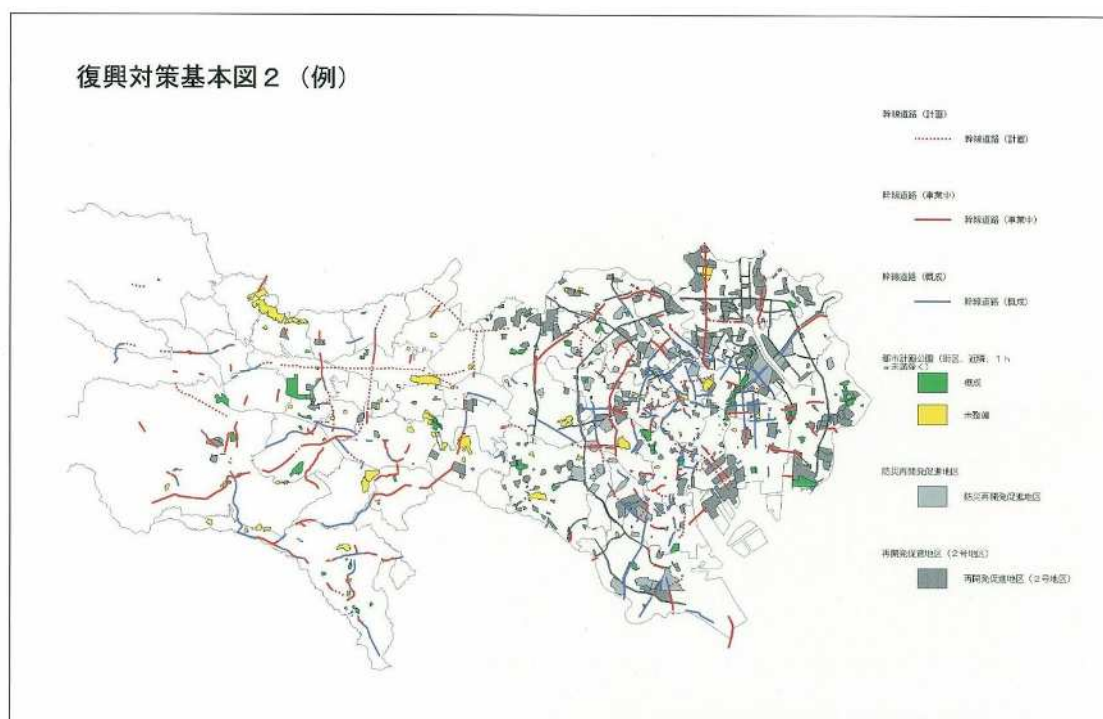 復興対策基本図２（例）
幹線道路（計画）
幹線道路（計画）
幹線道路（事業中）
幹線道路（事業中）
幹線道路（概成）
幹線道路（概成）
都市計画公園（街区、近隣、１ｈ
ａ未満除く）
概成
未整備
防災再開発促進地区
防災再開発促進地区
再開発促進地区（２号地区）
再開発促進地区（２号地区）